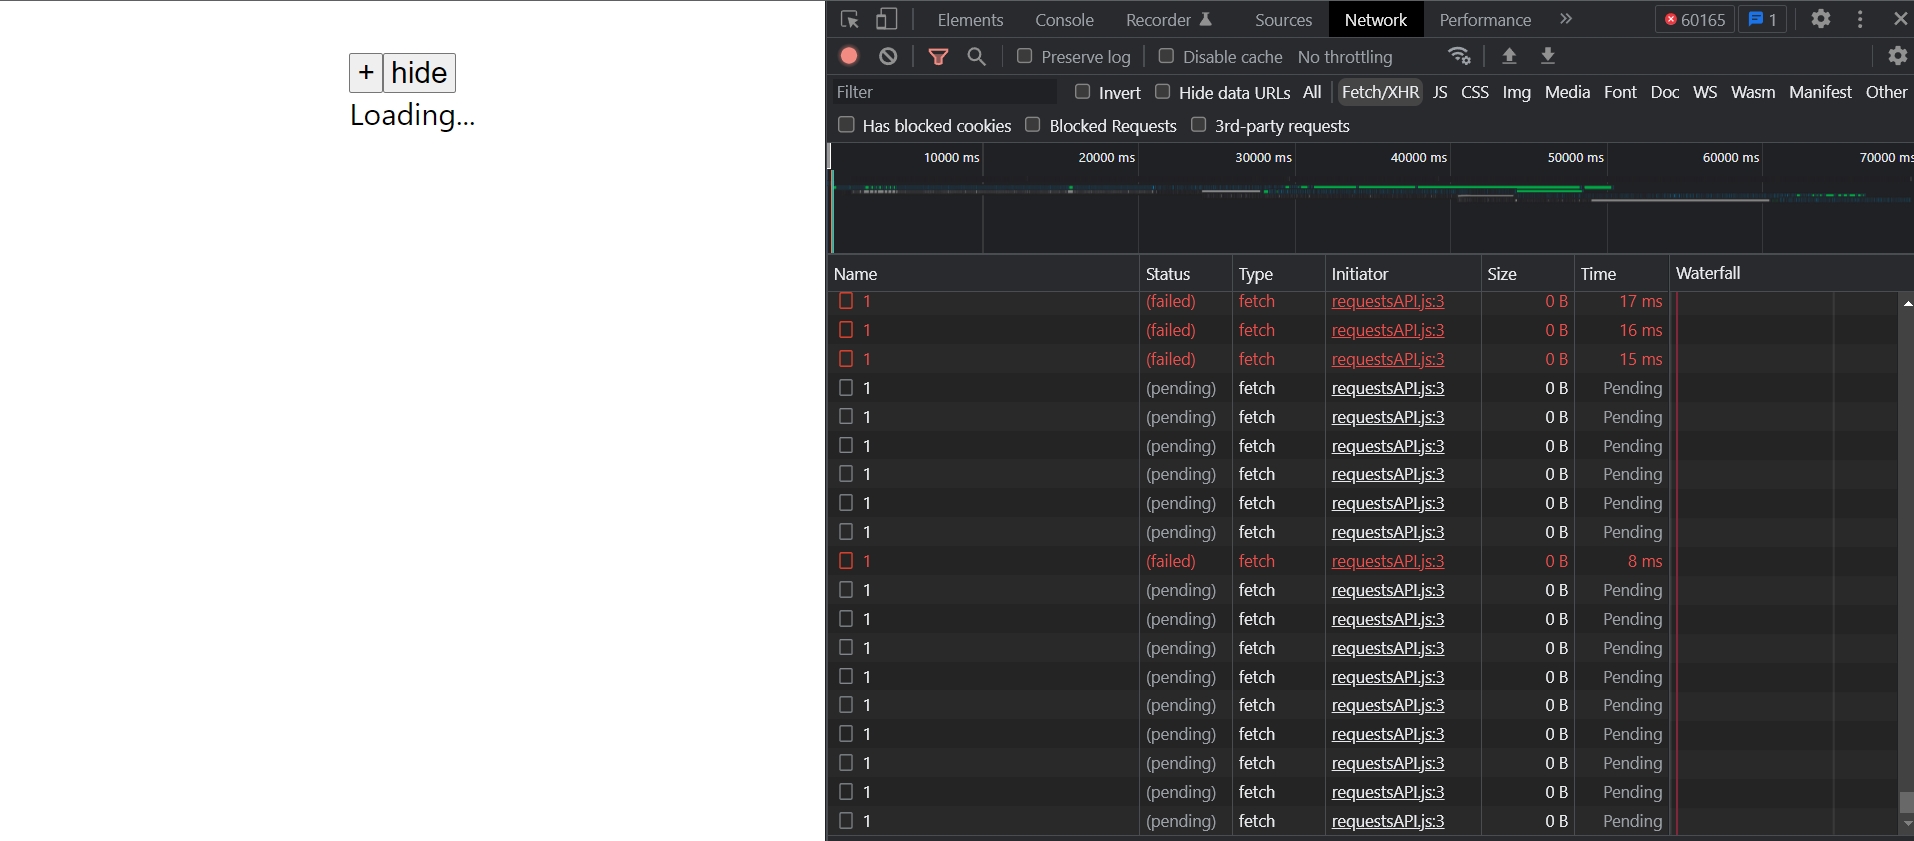 + hide
Loading...
Elements Console Recorder Sources Network Performance » 60165 1
Preserve log Disable cache No throttling
Filter Invert Hide data URLs All Fetch/XHR JS CSS Img Media Font Doc WS Wasm Manifest Other
Has blocked cookies Blocked Requests 3rd-party requests
10000 ms 20000 ms 30000 ms 40000 ms 50000 ms 60000 ms 70000 ms
Name Status Type Initiator Size Time Waterfall
1 (failed) fetch requestsAPI.js:3 0 B 17 ms
1 (failed) fetch requestsAPI.js:3 0 B 16 ms
1 (failed) fetch requestsAPI.js:3 0 B 15 ms
1 (pending) fetch requestsAPI.js:3 0 B Pending
1 (pending) fetch requestsAPI.js:3 0 B Pending
1 (pending) fetch requestsAPI.js:3 0 B Pending
1 (pending) fetch requestsAPI.js:3 0 B Pending
1 (pending) fetch requestsAPI.js:3 0 B Pending
1 (pending) fetch requestsAPI.js:3 0 B Pending
1 (failed) fetch requestsAPI.js:3 0 B 8 ms
1 (pending) fetch requestsAPI.js:3 0 B Pending
1 (pending) fetch requestsAPI.js:3 0 B Pending
1 (pending) fetch requestsAPI.js:3 0 B Pending
1 (pending) fetch requestsAPI.js:3 0 B Pending
1 (pending) fetch requestsAPI.js:3 0 B Pending
1 (pending) fetch requestsAPI.js:3 0 B Pending
1 (pending) fetch requestsAPI.js:3 0 B Pending
1 (pending) fetch requestsAPI.js:3 0 B Pending
1 (pending) fetch requestsAPI.js:3 0 B Pending